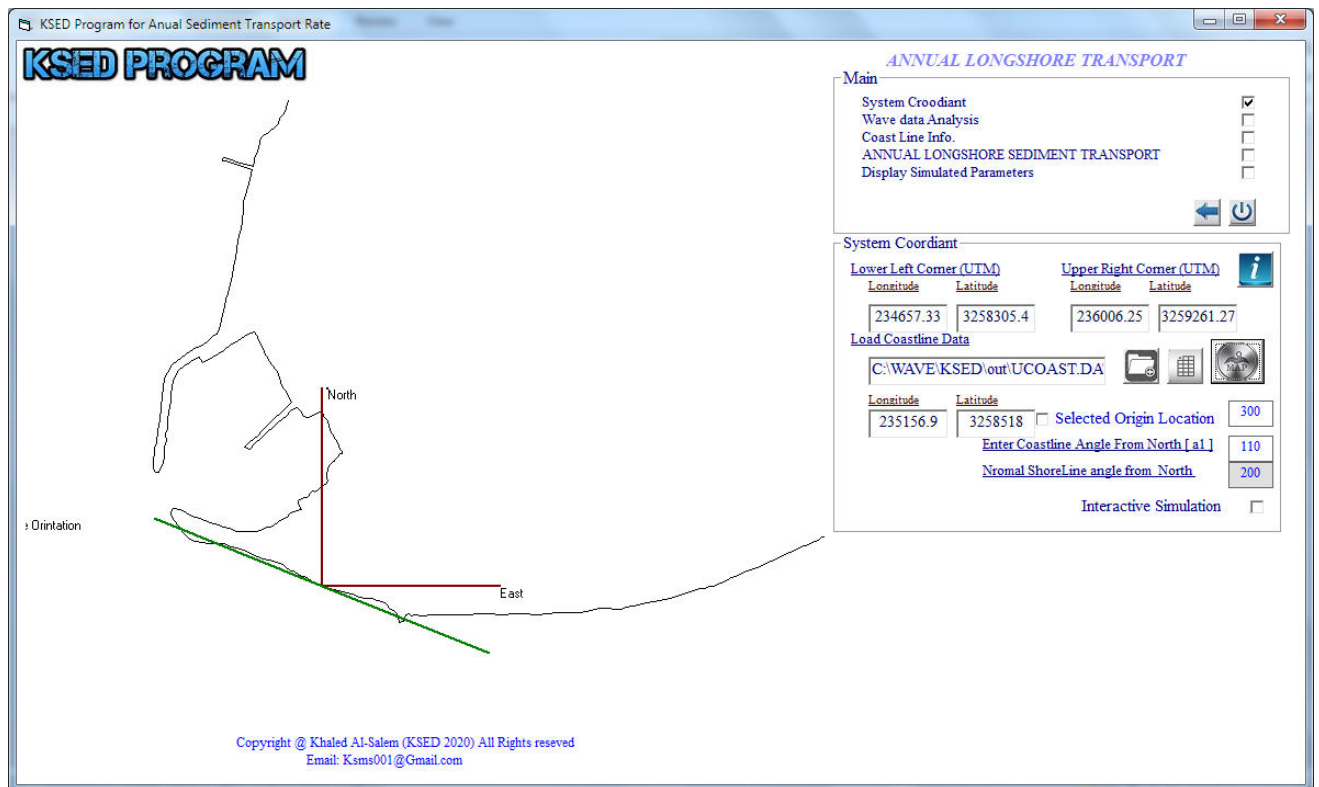 KSED Program for Anual Sediment Transport Rate
KSED PROGRAM
ANNUAL LONGSHORE TRANSPORT
Main
System Croodiant
Wave data Analysis
Coast Line Info.
ANNUAL LONGSHORE SEDIMENT TRANSPORT
Display Simulated Parameters
System Coordiant
Lower Left Corner (UTM) Upper Right Corner (UTM)
Longitude Latitude Longitude Latitude
234657.33 3258305.4 236006.25 3259261.27
Load Coastline Data
C:\WAVE\KSED\out\UCOAST.DA
MAP
Longitude Latitude
235156.9 3258518 Selected Origin Location 300
Enter Coastline Angle From North [ a1 ] 110
Nromal ShoreLine angle from North 200
Interactive Simulation
North
Orintation
East
Copyright @ Khaled Al-Salem (KSED 2020) All Rights reseved
Email: Ksms001@Gmail.com